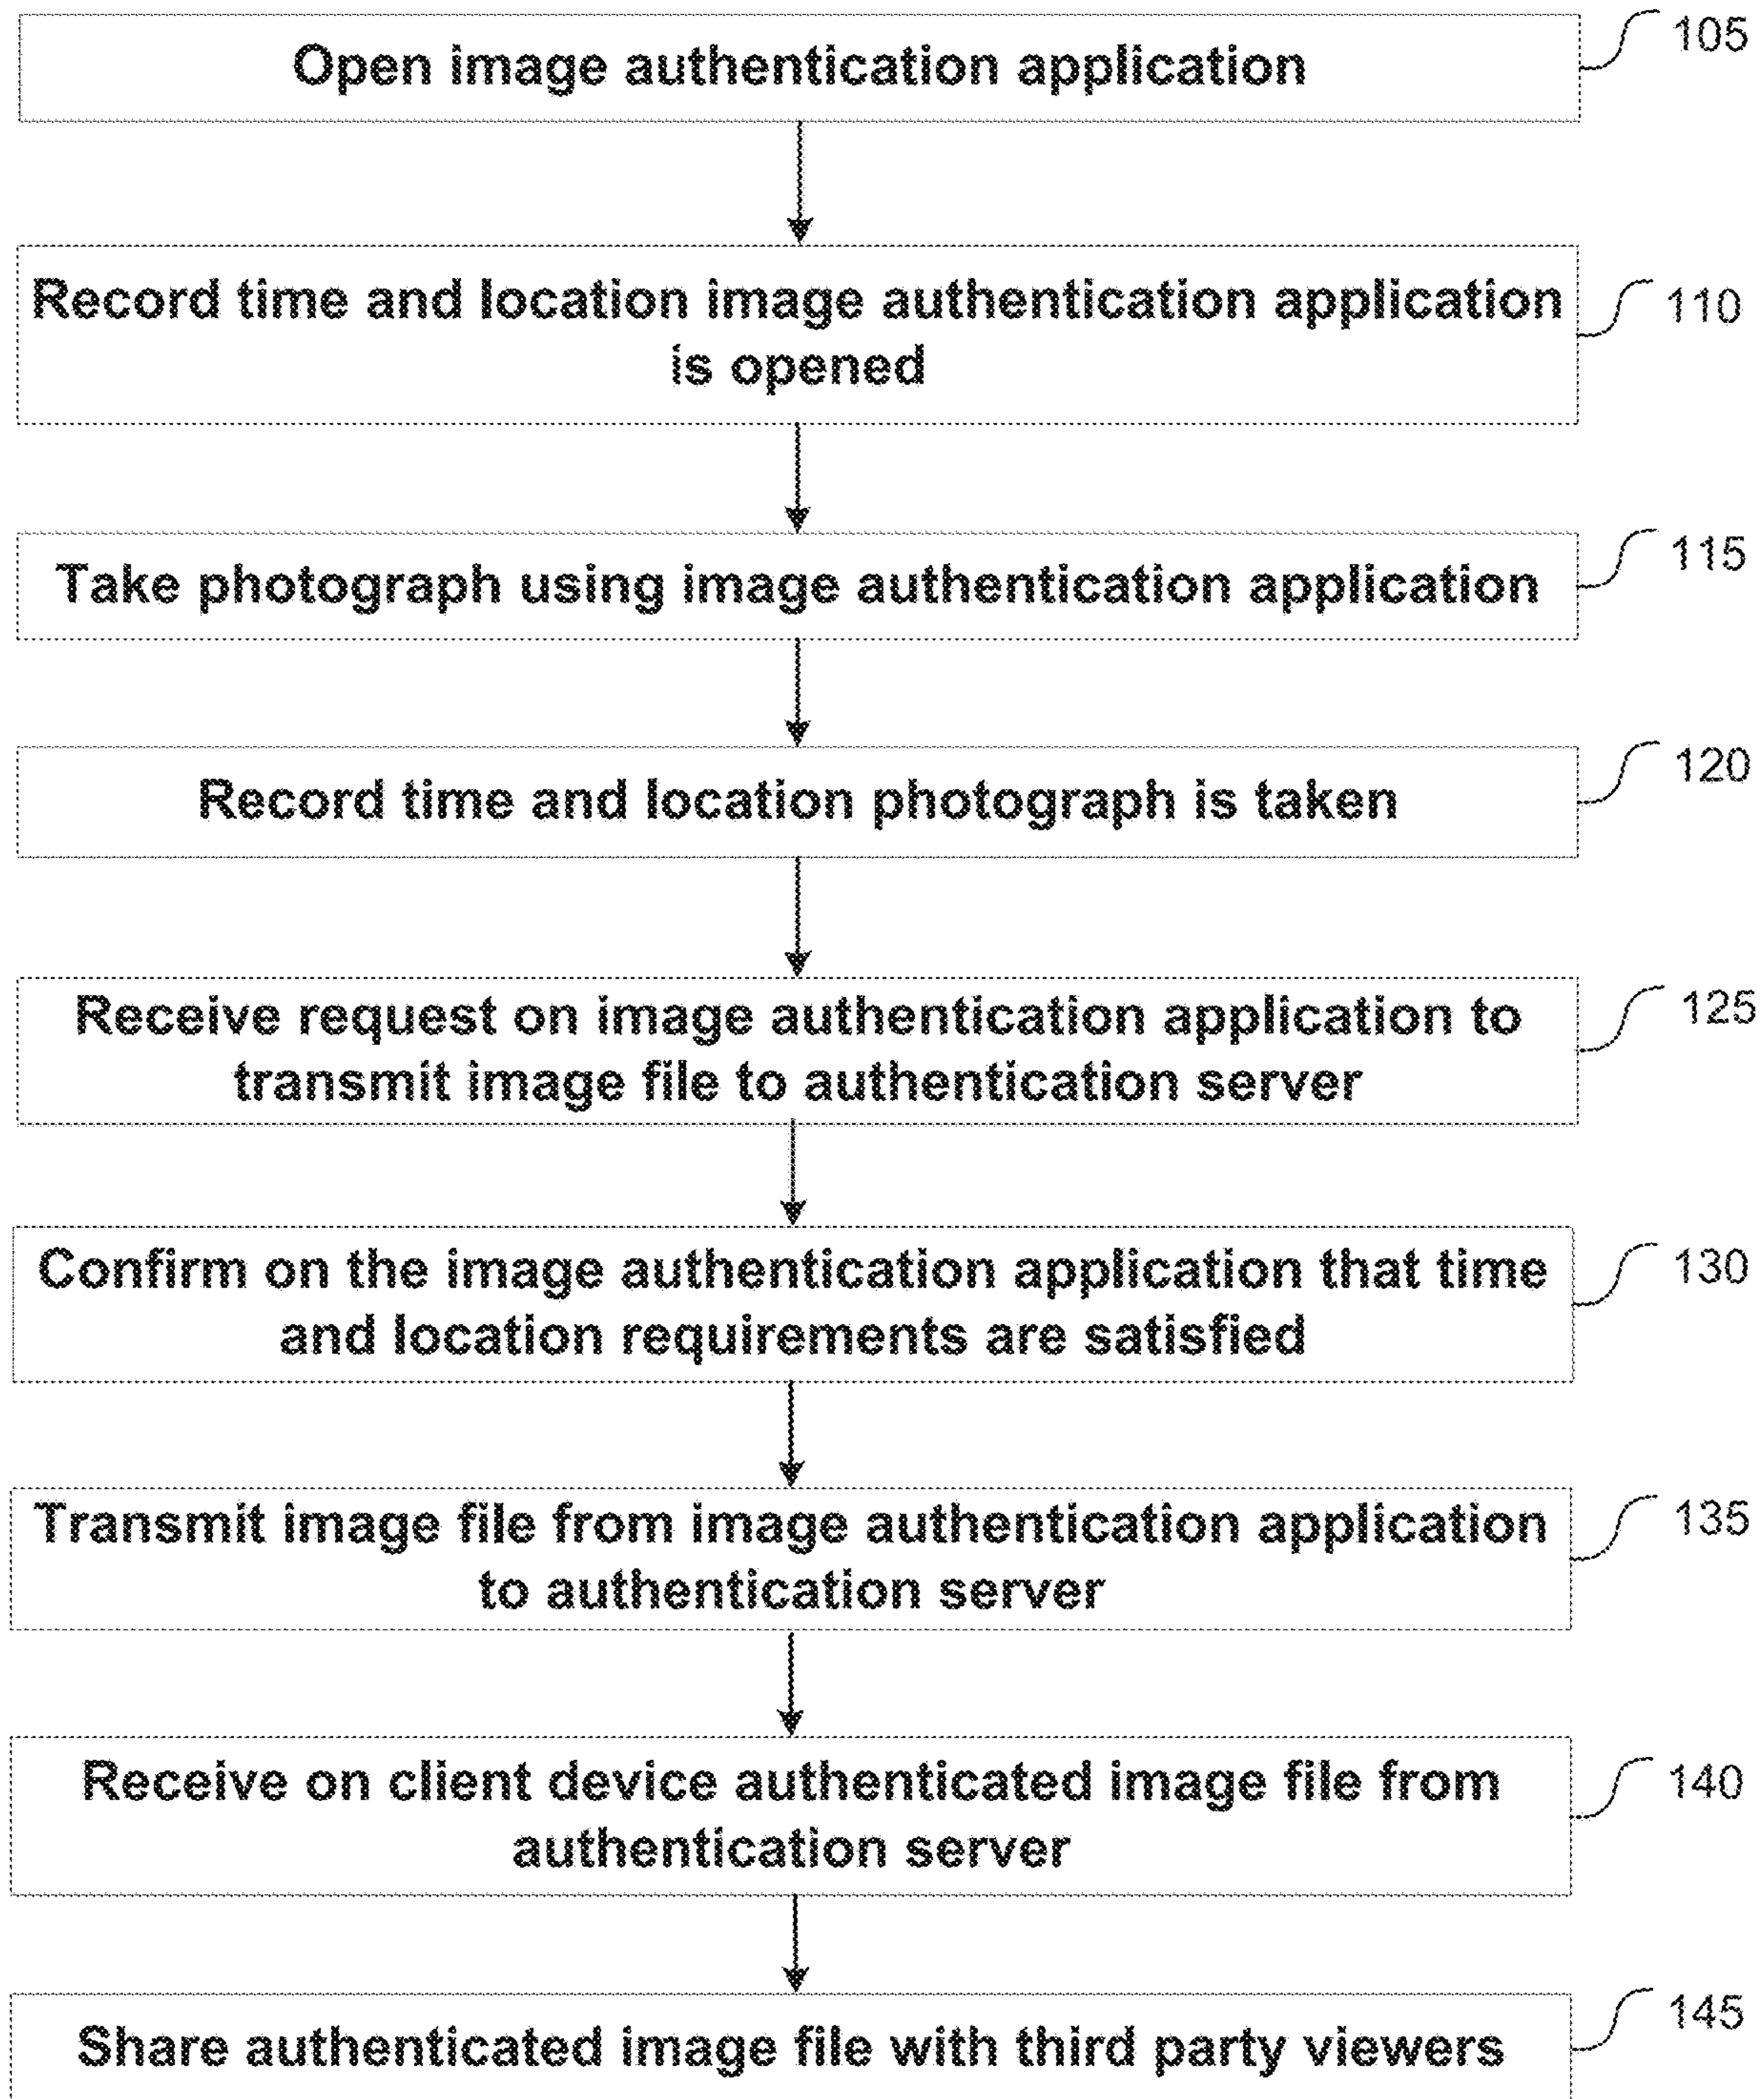 Open image authentication application
105
Record time and location image authentication application
is opened
110
Take photograph using image authentication application
115
Record time and location photograph is taken
120
Receive request on image authentication application to
transmit image file to authentication server
125
Confirm on the image authentication application that time
and location requirements are satisfied
130
Transmit image file from image authentication application
to authentication server
135
Receive on client device authenticated image file from
authentication server
140
Share authenticated image file with third party viewers
145